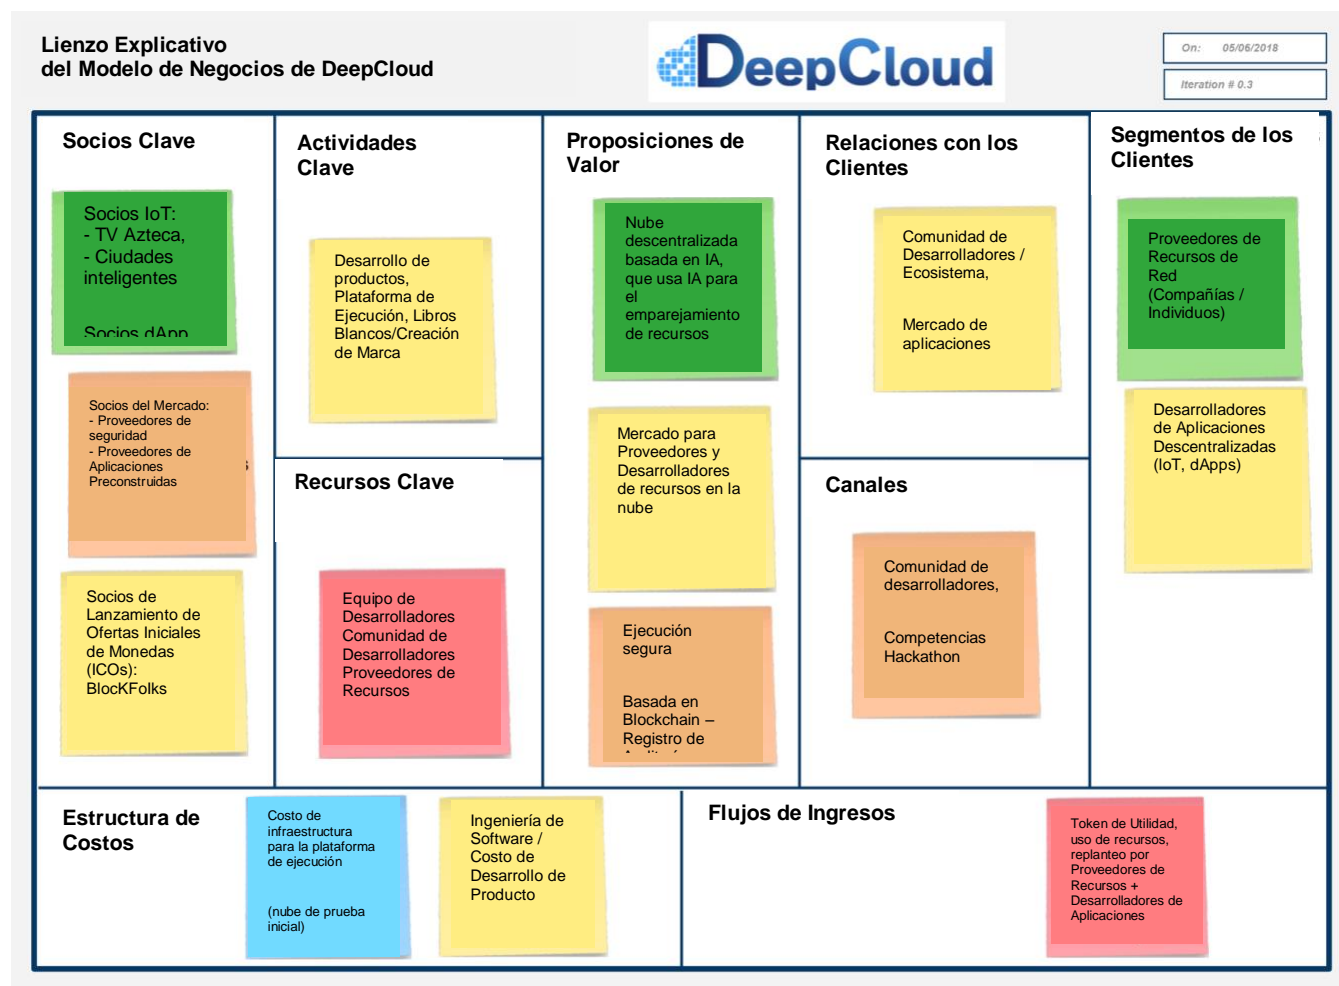 Lienzo Explicativo
del Modelo de Negocios de DeepCloud
DeepCloud
On: 05/06/2018
Iteration # 0.3
Socios Clave
Socios IoT:
- TV Azteca,
- Ciudades
inteligentes
Socios dApp
Socios del Mercado:
- Proveedores de
seguridad
- Proveedores de
Aplicaciones
Preconstruidas
Socios de
Lanzamiento de
Ofertas Iniciales
de Monedas
(ICOs):
BlocKFolks
Actividades
Clave
Desarrollo de
productos,
Plataforma de
Ejecución, Libros
Blancos/Creación
de Marca
Recursos Clave
Equipo de
Desarrolladores
Comunidad de
Desarrolladores
Proveedores de
Recursos
Proposiciones de
Valor
Nube
descentralizada
basada en IA,
que usa IA para
el
emparejamiento
de recursos
Mercado para
Proveedores y
Desarrolladores
de recursos en la
nube
Ejecución
segura
Basada en
Blockchain –
Registro de
Relaciones con los
Clientes
Comunidad de
Desarrolladores /
Ecosistema,
Mercado de
aplicaciones
Canales
Comunidad de
desarrolladores,
Competencias
Hackathon
Segmentos de los
Clientes
Proveedores de
Recursos de
Red
(Compañías /
Individuos)
Desarrolladores
de Aplicaciones
Descentralizadas
(IoT, dApps)
Estructura de
Costos
Costo de
infraestructura
para la plataforma
de ejecución
(nube de prueba
inicial)
Ingeniería de
Software /
Costo de
Desarrollo de
Producto
Flujos de Ingresos
Token de Utilidad,
uso de recursos,
replanteo por
Proveedores de
Recursos +
Desarrolladores de
Aplicaciones